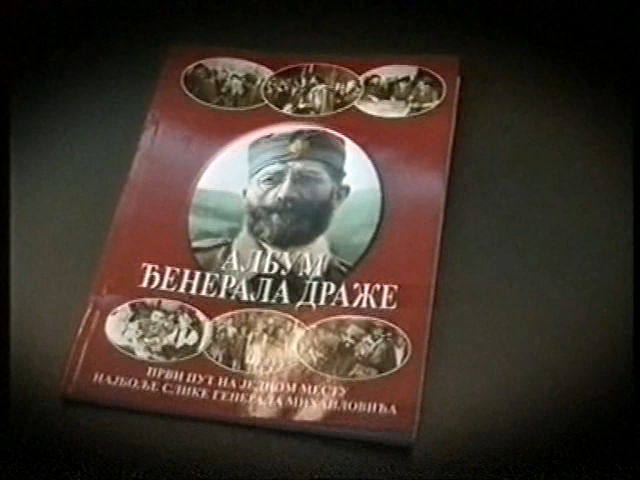 АЛБУМ
ЂЕНЕРАЛА ДРАЖЕ
ПРВИ ПУТ НА ЈЕДНОМ МЕСТУ
НАЈБОЉЕ СЛИКЕ ГЕНЕРАЛА МИХАИЛОВИЋА